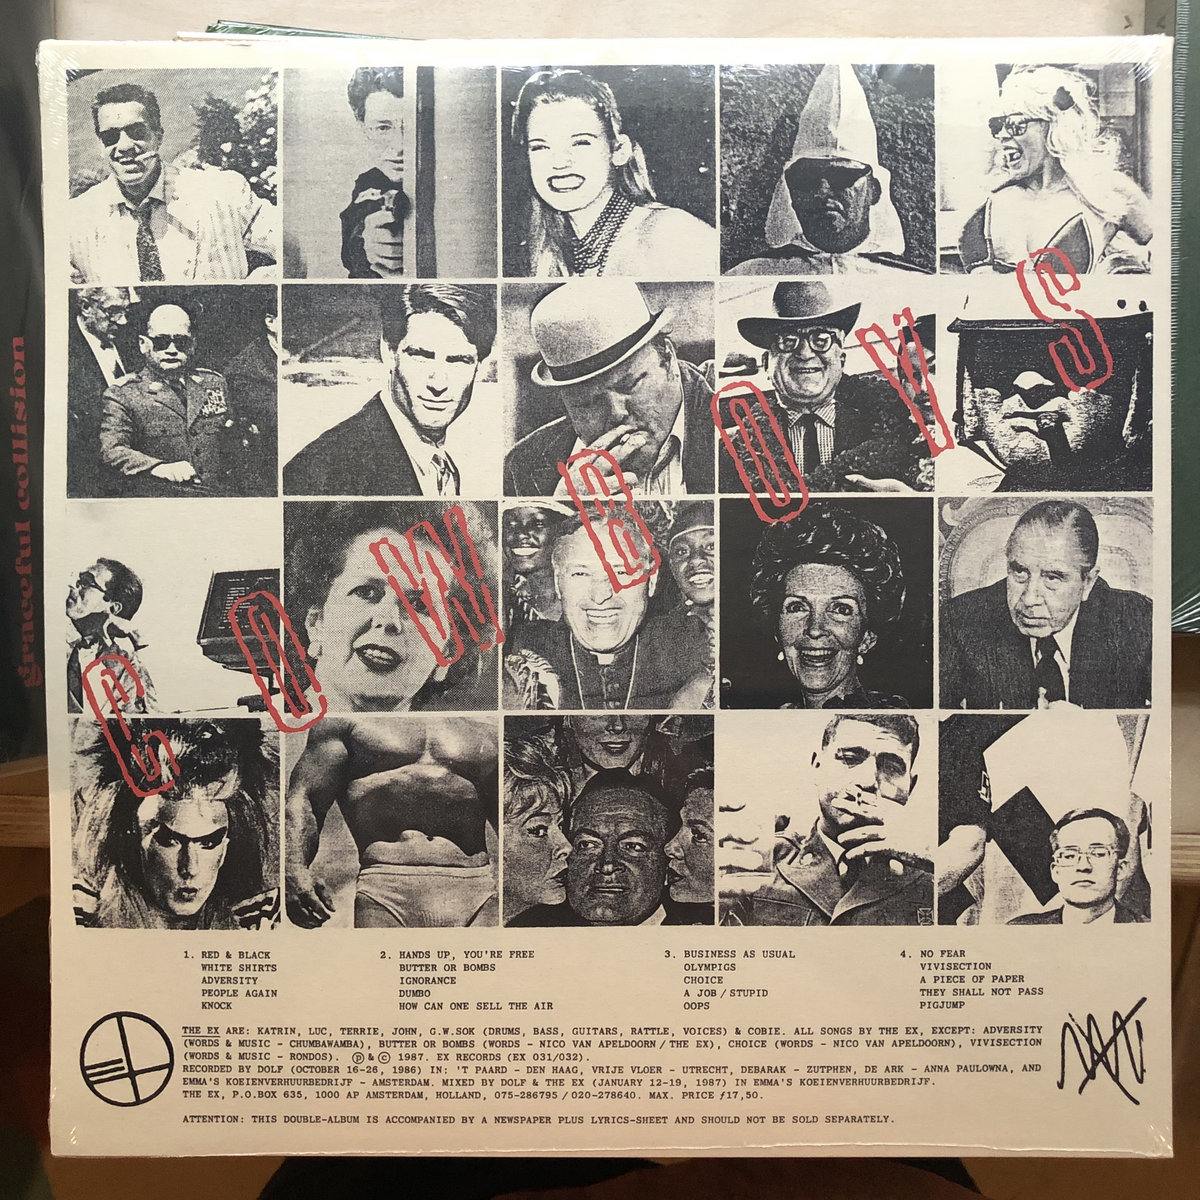 graceful collision
COWBOYS
1. RED & BLACK
WHITE SHIRTS
ADVERSITY
PEOPLE AGAIN
KNOCK
2. HANDS UP, YOU'RE FREE
BUTTER OR BOMBS
IGNORANCE
DUMBO
HOW CAN ONE SELL THE AIR
3. BUSINESS AS USUAL
OLYMPIGS
CHOICE
A JOB / STUPID
OOPS
4. NO FEAR
VIVISECTION
A PIECE OF PAPER
THEY SHALL NOT PASS
PIGJUMP
THE EX ARE: KATRIN, LUC, TERRIE, JOHN, G.W.SOK (DRUMS, BASS, GUITARS, RATTLE, VOICES) & COBIE. ALL SONGS BY THE EX, EXCEPT: ADVERSITY
(WORDS & MUSIC - CHUMBAWAMBA), BUTTER OR BOMBS (WORDS - NICO VAN APELDOORN / THE EX), CHOICE (WORDS - NICO VAN APELDOORN), VIVISECTION
(WORDS & MUSIC - RONDOS). ℗ & © 1987. EX RECORDS (EX 031/032).
RECORDED BY DOLF (OCTOBER 16-26, 1986) IN: 'T PAARD - DEN HAAG, VRIJE VLOER - UTRECHT, DEBARAK - ZUTPHEN, DE ARK - ANNA PAULOWNA, AND
EMMA'S KOEIENVERHUURBEDRIJF - AMSTERDAM. MIXED BY DOLF & THE EX (JANUARY 12-19, 1987) IN EMMA'S KOEIENVERHUURBEDRIJF.
THE EX, P.O.BOX 635, 1000 AP AMSTERDAM, HOLLAND, 075-286795 / 020-278640. MAX. PRICE ƒ17,50.
ATTENTION: THIS DOUBLE-ALBUM IS ACCOMPANIED BY A NEWSPAPER PLUS LYRICS-SHEET AND SHOULD NOT BE SOLD SEPARATELY.